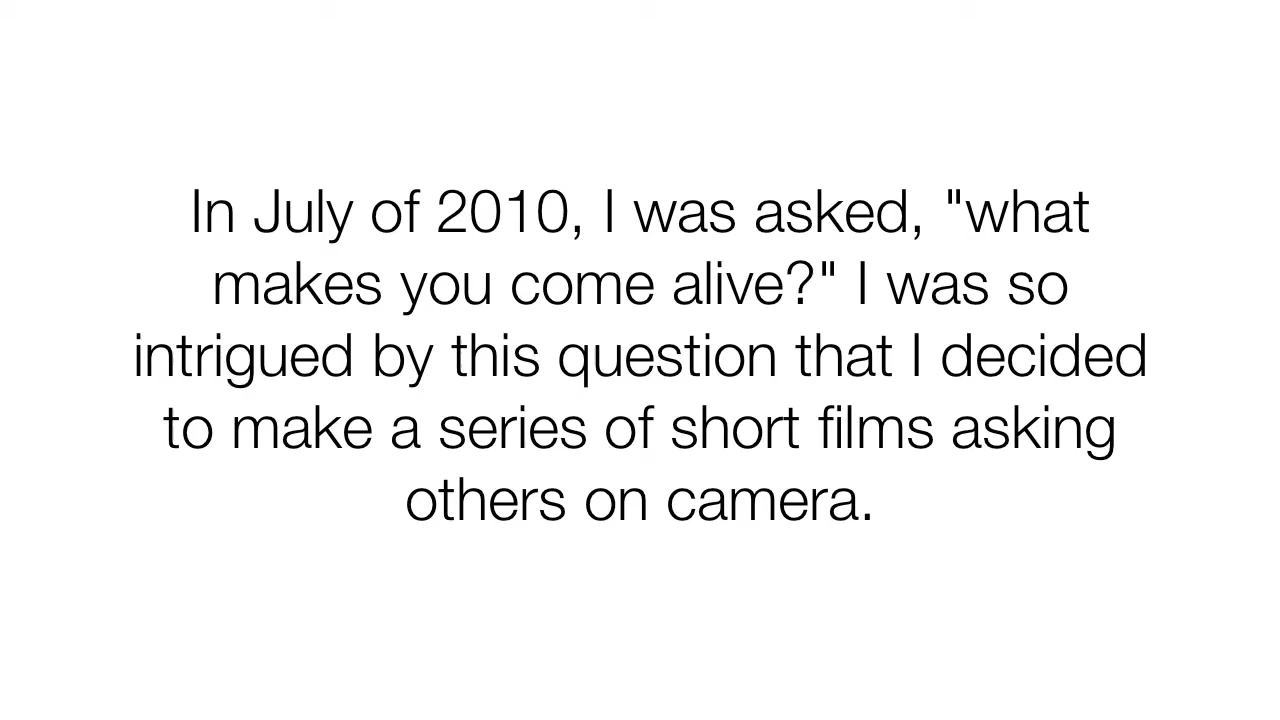 In July of 2010, I was asked, "what
makes you come alive?" I was so
intrigued by this question that I decided
to make a series of short films asking
others on camera.